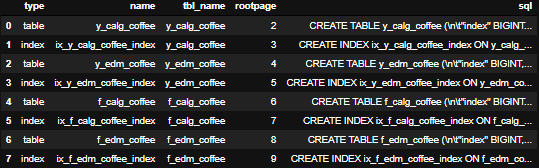 type name tbl_name rootpage sql
0 table y_calg_coffee y_calg_coffee 2 CREATE TABLE y_calg_coffee (\n\t"index" BIGINT,...
1 index ix_y_calg_coffee_index y_calg_coffee 3 CREATE INDEX ix_y_calg_coffee_index ON y_calg_...
2 table y_edm_coffee y_edm_coffee 4 CREATE TABLE y_edm_coffee (\n\t"index" BIGINT,...
3 index ix_y_edm_coffee_index y_edm_coffee 5 CREATE INDEX ix_y_edm_coffee_index ON y_edm_co...
4 table f_calg_coffee f_calg_coffee 6 CREATE TABLE f_calg_coffee (\n\t"index" BIGINT,...
5 index ix_f_calg_coffee_index f_calg_coffee 7 CREATE INDEX ix_f_calg_coffee_index ON f_calg_...
6 table f_edm_coffee f_edm_coffee 8 CREATE TABLE f_edm_coffee (\n\t"index" BIGINT,...
7 index ix_f_edm_coffee_index f_edm_coffee 9 CREATE INDEX ix_f_edm_coffee_index ON f_edm_co...